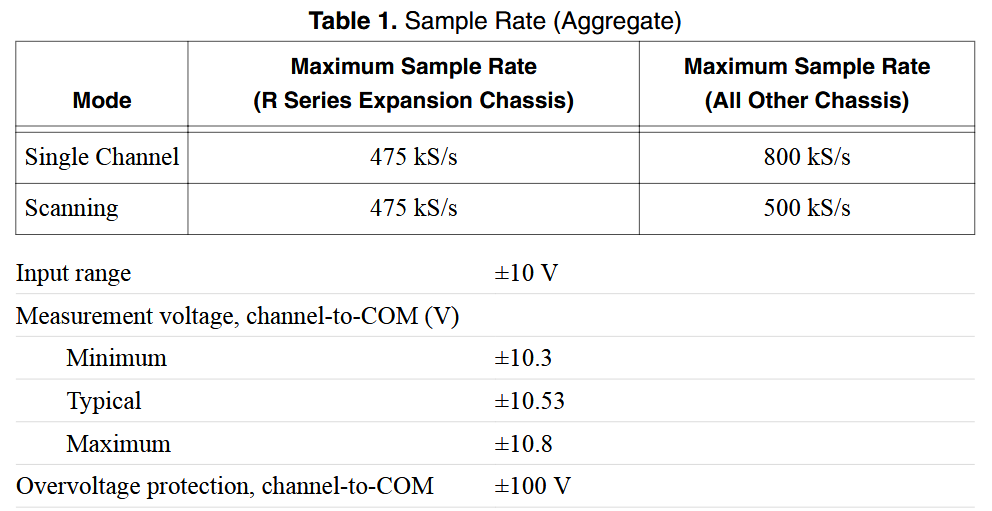 Table 1. Sample Rate (Aggregate)
Mode Maximum Sample Rate (R Series Expansion Chassis) Maximum Sample Rate (All Other Chassis)
Single Channel 475 kS/s 800 kS/s
Scanning 475 kS/s 500 kS/s
Input range ±10 V
Measurement voltage, channel-to-COM (V)
Minimum ±10.3
Typical ±10.53
Maximum ±10.8
Overvoltage protection, channel-to-COM ±100 V